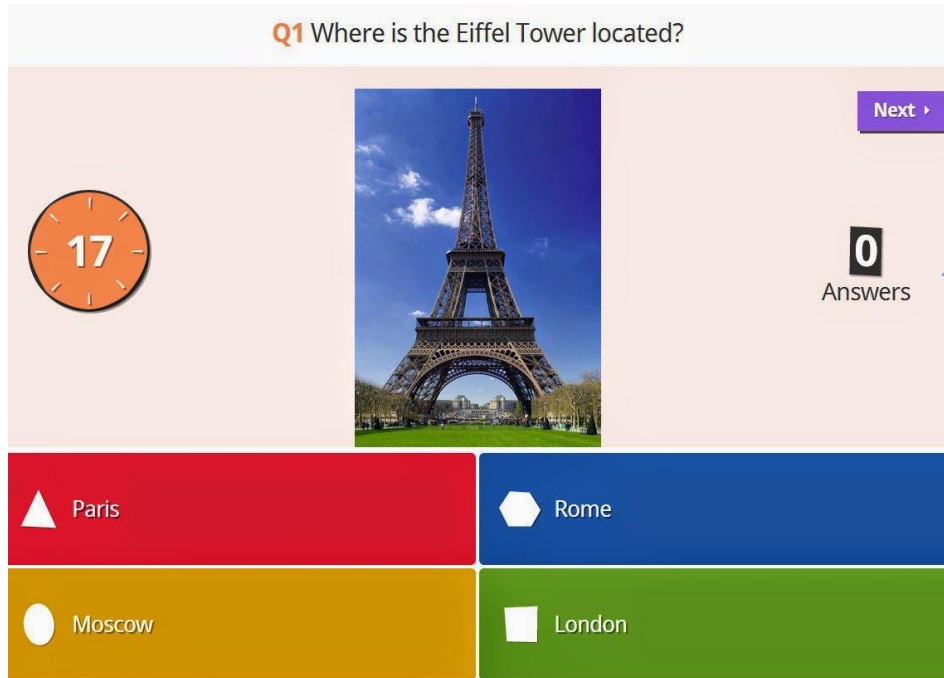 Q1 Where is the Eiffel Tower located?
Next
17
0
Answers
Paris
Rome
Moscow
London